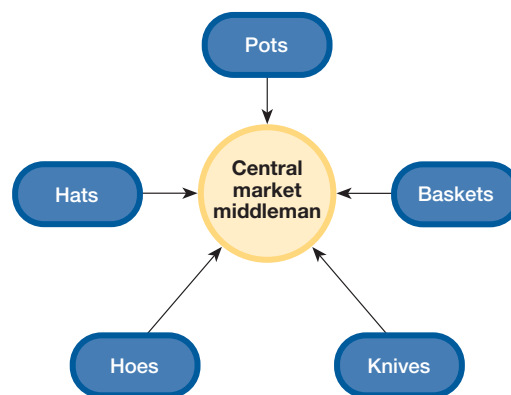 Pots
Central
market
middleman
Hats
Baskets
Hoes
Knives